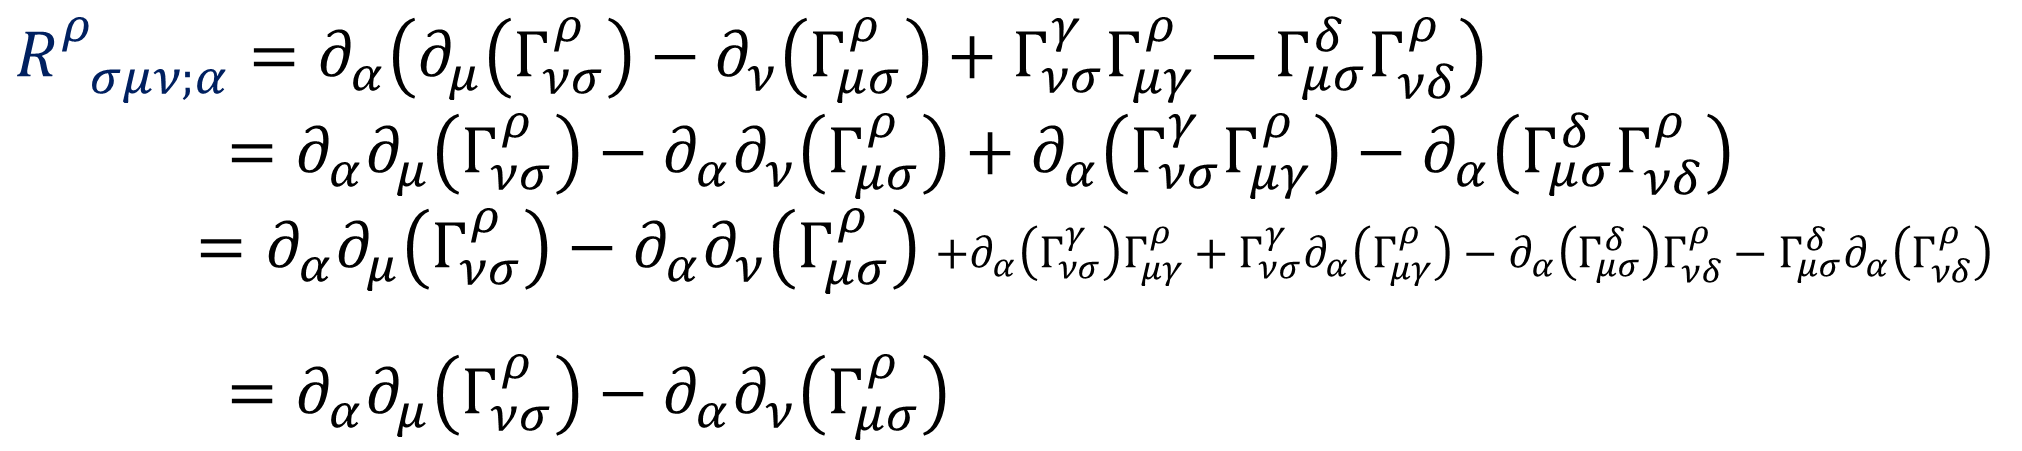 R^ρ_{σμν;α} = ∂_α(∂_μ(Γ^ρ_{νσ}) − ∂_ν(Γ^ρ_{μσ}) + Γ^γ_{νσ}Γ^ρ_{μγ} − Γ^δ_{μσ}Γ^ρ_{νδ})
= ∂_α∂_μ(Γ^ρ_{νσ}) − ∂_α∂_ν(Γ^ρ_{μσ}) + ∂_α(Γ^γ_{νσ}Γ^ρ_{μγ}) − ∂_α(Γ^δ_{μσ}Γ^ρ_{νδ})
= ∂_α∂_μ(Γ^ρ_{νσ}) − ∂_α∂_ν(Γ^ρ_{μσ}) +∂_α(Γ^γ_{νσ})Γ^ρ_{μγ} + Γ^γ_{νσ}∂_α(Γ^ρ_{μγ}) − ∂_α(Γ^δ_{μσ})Γ^ρ_{νδ} − Γ^δ_{μσ}∂_α(Γ^ρ_{νδ})
= ∂_α∂_μ(Γ^ρ_{νσ}) − ∂_α∂_ν(Γ^ρ_{μσ})